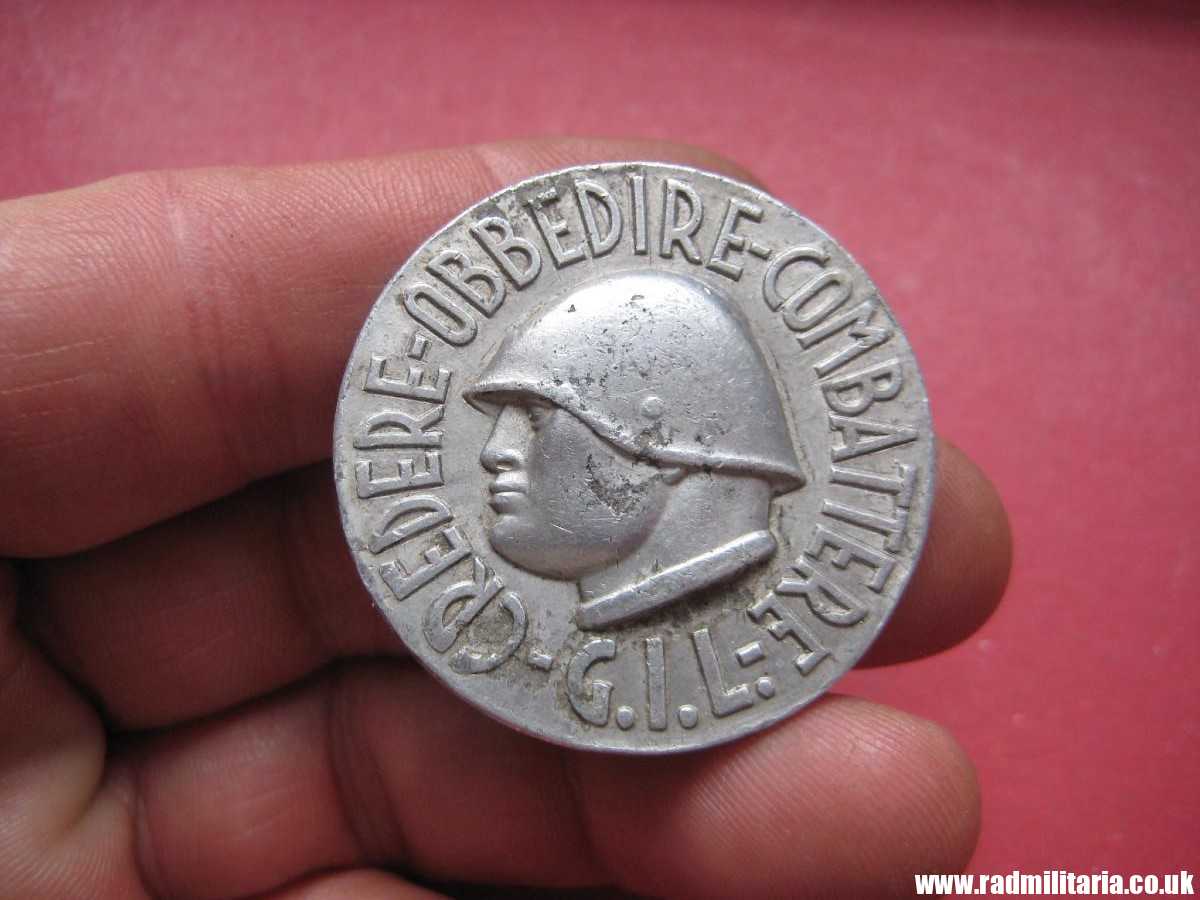 CREDERE-OBBEDIRE-COMBATTERE
-G.I.L.-
www.radmilitaria.co.uk